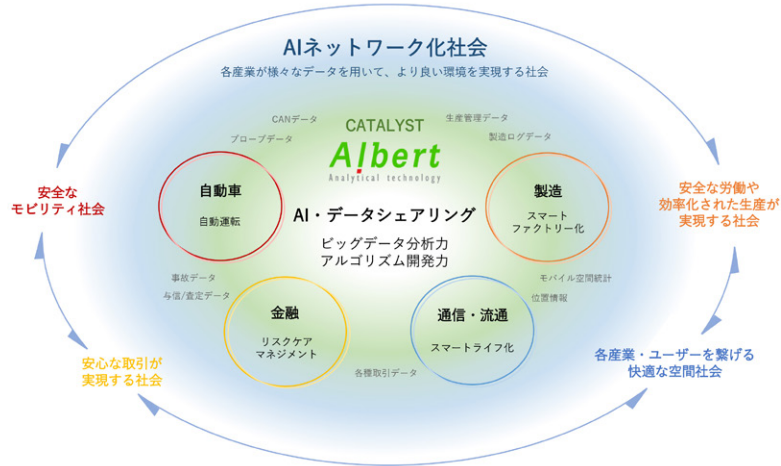 AIネットワーク化社会
各産業が様々なデータを用いて、より良い環境を実現する社会
CANデータ
プローブデータ
CATALYST
Albert
Analytical technology
生産管理データ
製造ログデータ
自動車
自動運転
製造
スマート
ファクトリー化
安全な
モビリティ社会
AI・データシェアリング
ビッグデータ分析力
アルゴリズム開発力
安全な労働や
効率化された生産が
実現する社会
事故データ
与信/査定データ
モバイル空間統計
位置情報
金融
リスクケア
マネジメント
通信・流通
スマートライフ化
各種取引データ
安心な取引が
実現する社会
各産業・ユーザーを繋げる
快適な空間社会